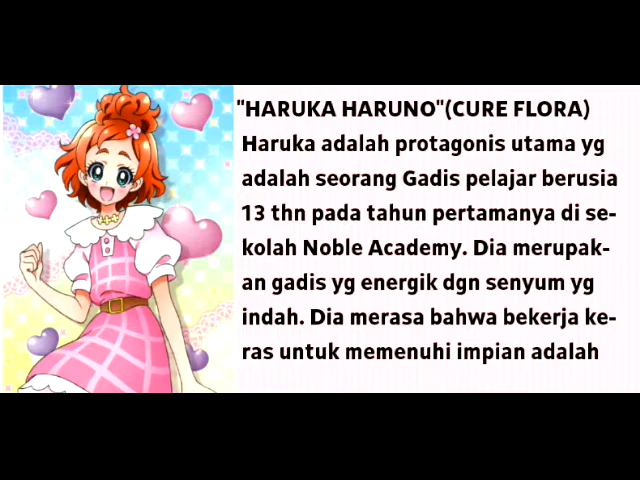 "HARUKA HARUNO"(CURE FLORA)
Haruka adalah protagonis utama yg
adalah seorang Gadis pelajar berusia
13 thn pada tahun pertamanya di se-
kolah Noble Academy. Dia merupak-
an gadis yg energik dgn senyum yg
indah. Dia merasa bahwa bekerja ke-
ras untuk memenuhi impian adalah